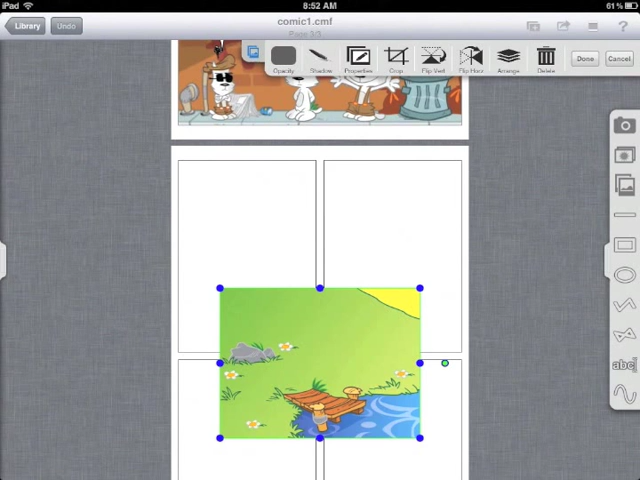 iPad 8:52 AM 61%
Library Undo comic1.cmf ?
Page 3/3
Opacity Shadow Properties Crop Flip Vert Flip Horz Arrange Delete Done Cancel
abc